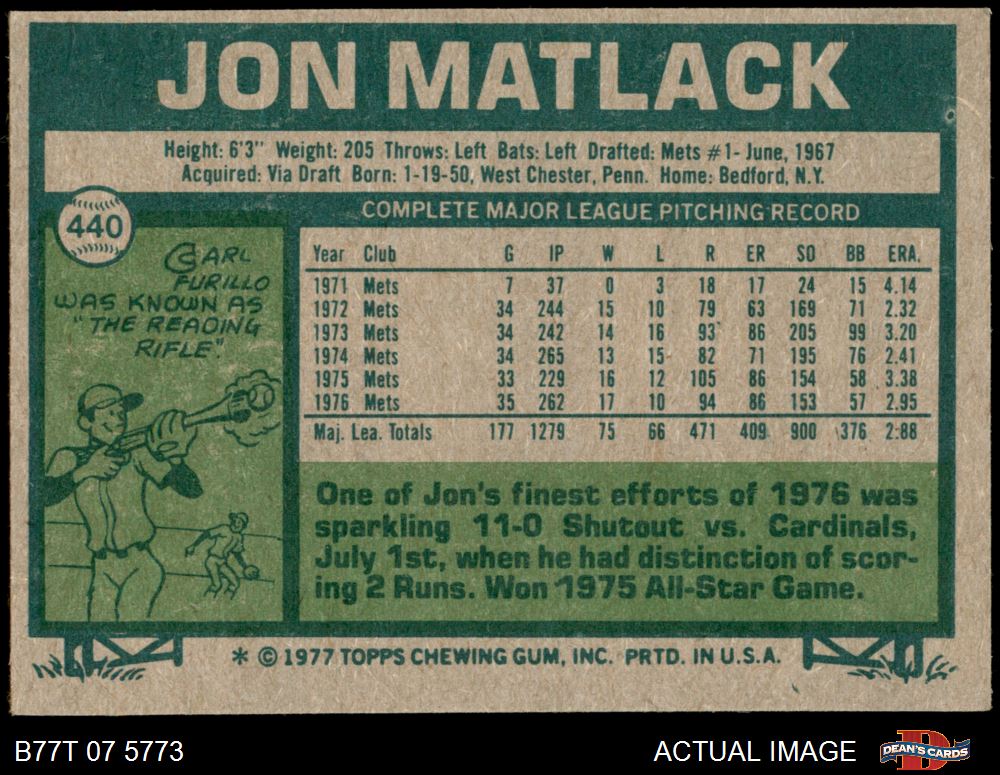 JON MATLACK
Height: 6'3" Weight: 205 Throws: Left Bats: Left Drafted: Mets #1- June, 1967
Acquired: Via Draft Born: 1-19-50, West Chester, Penn. Home: Bedford, N.Y.
440
CARL
FURILLO
WAS KNOWN AS
"THE READING
RIFLE".
COMPLETE MAJOR LEAGUE PITCHING RECORD
Year Club G IP W L R ER SO BB ERA.
1971 Mets 7 37 0 3 18 17 24 15 4.14
1972 Mets 34 244 15 10 79 63 169 71 2.32
1973 Mets 34 242 14 16 93 86 205 99 3.20
1974 Mets 34 265 13 15 82 71 195 76 2.41
1975 Mets 33 229 16 12 105 86 154 58 3.38
1976 Mets 35 262 17 10 94 86 153 57 2.95
Maj. Lea. Totals 177 1279 75 66 471 409 900 376 2.88
One of Jon's finest efforts of 1976 was
sparkling 11-0 Shutout vs. Cardinals,
July 1st, when he had distinction of scor-
ing 2 Runs. Won 1975 All-Star Game.
* © 1977 TOPPS CHEWING GUM, INC. PRTD. IN U.S.A.
B77T 07 5773
ACTUAL IMAGE
D
DEAN'S CARDS